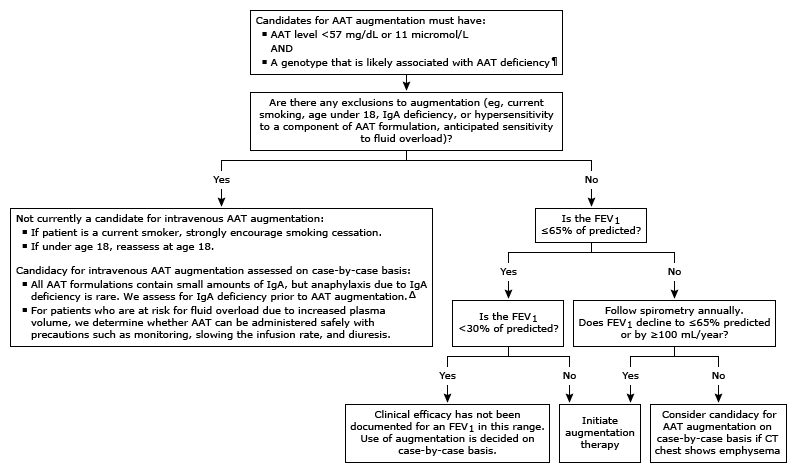 Candidates for AAT augmentation must have:
▪ AAT level <57 mg/dL or 11 micromol/L
AND
▪ A genotype that is likely associated with AAT deficiency¶
Are there any exclusions to augmentation (eg, current
smoking, age under 18, IgA deficiency, or hypersensitivity
to a component of AAT formulation, anticipated sensitivity
to fluid overload)?
Yes
No
Not currently a candidate for intravenous AAT augmentation:
▪ If patient is a current smoker, strongly encourage smoking cessation.
▪ If under age 18, reassess at age 18.
Candidacy for intravenous AAT augmentation assessed on case-by-case basis:
▪ All AAT formulations contain small amounts of IgA, but anaphylaxis due to IgA
deficiency is rare. We assess for IgA deficiency prior to AAT augmentation.Δ
▪ For patients who are at risk for fluid overload due to increased plasma
volume, we determine whether AAT can be administered safely with
precautions such as monitoring, slowing the infusion rate, and diuresis.
Is the FEV1
≤65% of predicted?
Yes
No
Is the FEV1
<30% of predicted?
Follow spirometry annually.
Does FEV1 decline to ≤65% predicted
or by ≥100 mL/year?
Yes
No
Yes
No
Clinical efficacy has not been
documented for an FEV1 in this range.
Use of augmentation is decided on
case-by-case basis.
Initiate
augmentation
therapy
Consider candidacy for
AAT augmentation on
case-by-case basis if CT
chest shows emphysema